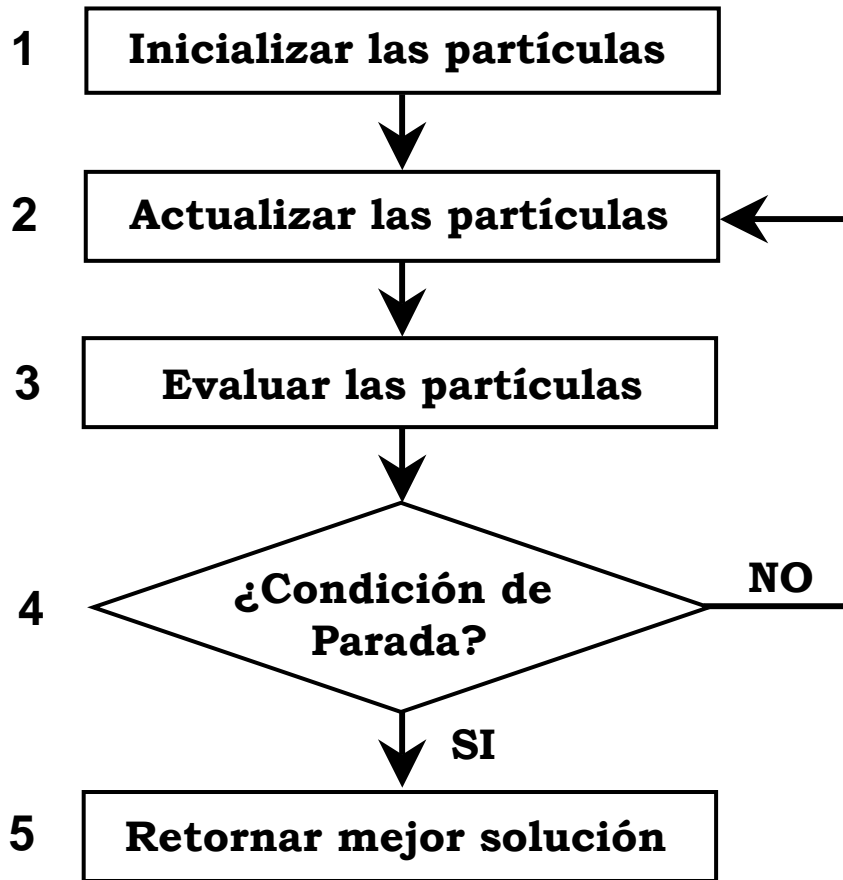 1 Inicializar las partículas
2 Actualizar las partículas
3 Evaluar las partículas
4 ¿Condición de
Parada?
NO
SI
5 Retornar mejor solución